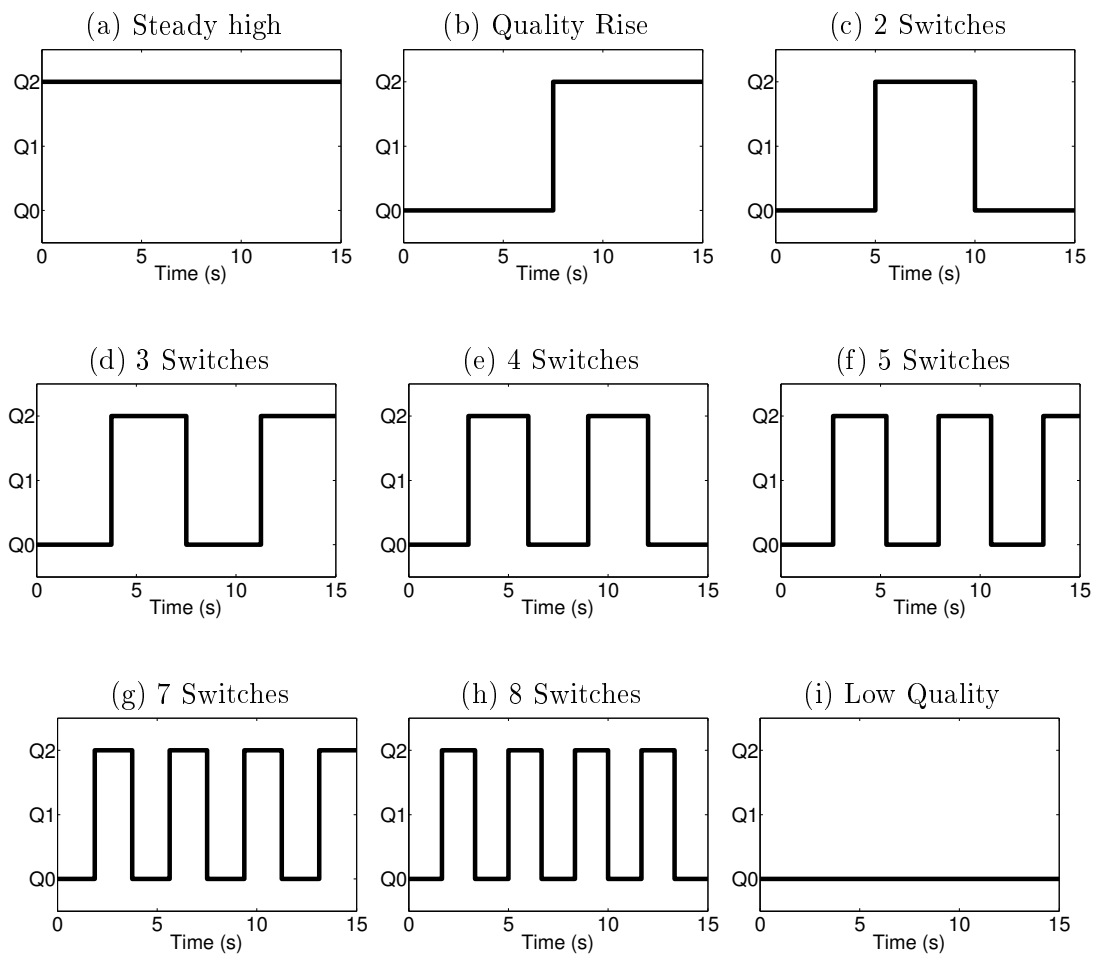 (a) Steady high
Q2
Q1
Q0
0 5 10 15
Time (s)
(b) Quality Rise
Q2
Q1
Q0
0 5 10 15
Time (s)
(c) 2 Switches
Q2
Q1
Q0
0 5 10 15
Time (s)
(d) 3 Switches
Q2
Q1
Q0
0 5 10 15
Time (s)
(e) 4 Switches
Q2
Q1
Q0
0 5 10 15
Time (s)
(f) 5 Switches
Q2
Q1
Q0
0 5 10 15
Time (s)
(g) 7 Switches
Q2
Q1
Q0
0 5 10 15
Time (s)
(h) 8 Switches
Q2
Q1
Q0
0 5 10 15
Time (s)
(i) Low Quality
Q2
Q1
Q0
0 5 10 15
Time (s)